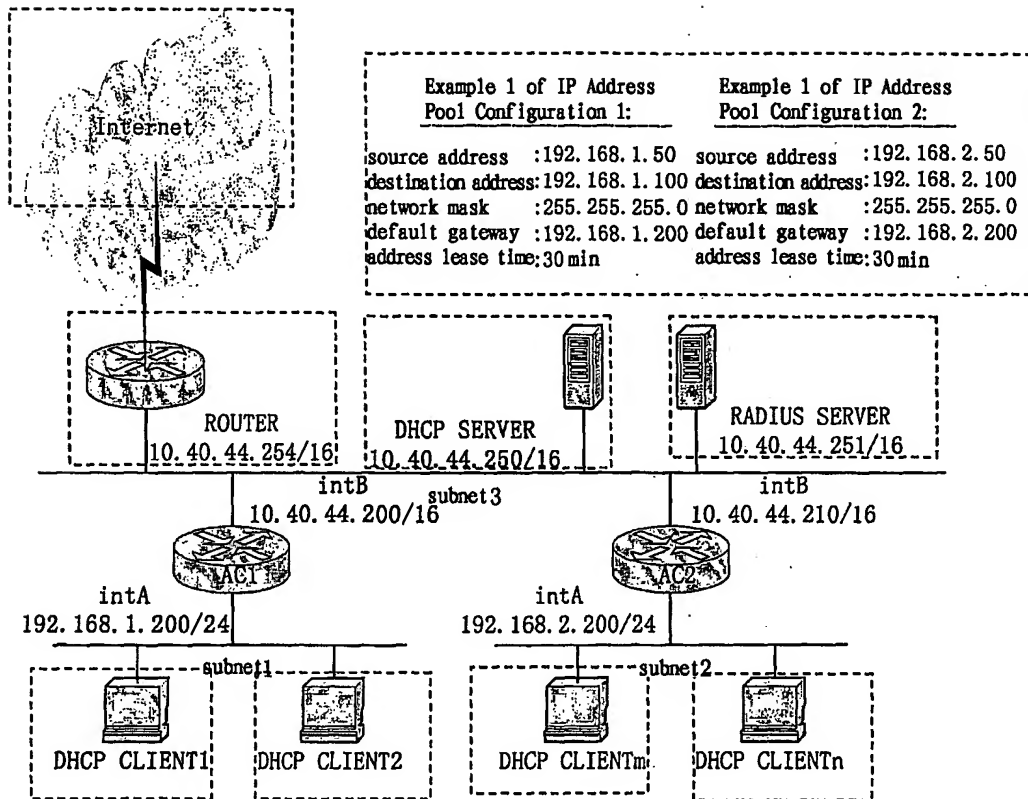 Internet
Example 1 of IP Address
Pool Configuration 1:
source address :192.168.1.50
destination address:192.168.1.100
network mask :255.255.255.0
default gateway :192.168.1.200
address lease time:30min
Example 1 of IP Address
Pool Configuration 2:
source address :192.168.2.50
destination address:192.168.2.100
network mask :255.255.255.0
default gateway :192.168.2.200
address lease time:30min
ROUTER
10.40.44.254/16
DHCP SERVER
10.40.44.250/16
RADIUS SERVER
10.40.44.251/16
intB
10.40.44.200/16
subnet3
intB
10.40.44.210/16
AC1
AC2
intA
192.168.1.200/24
intA
192.168.2.200/24
subnet1
subnet2
DHCP CLIENT1
DHCP CLIENT2
DHCP CLIENTm
DHCP CLIENTn